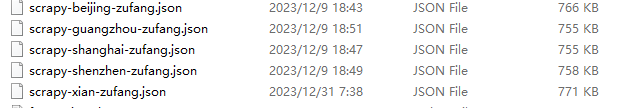 scrapy-beijing-zufang.json 2023/12/9 18:43 JSON File 766 KB
scrapy-guangzhou-zufang.json 2023/12/9 18:51 JSON File 755 KB
scrapy-shanghai-zufang.json 2023/12/9 18:47 JSON File 755 KB
scrapy-shenzhen-zufang.json 2023/12/9 18:49 JSON File 758 KB
scrapy-xian-zufang.json 2023/12/31 7:38 JSON File 771 KB